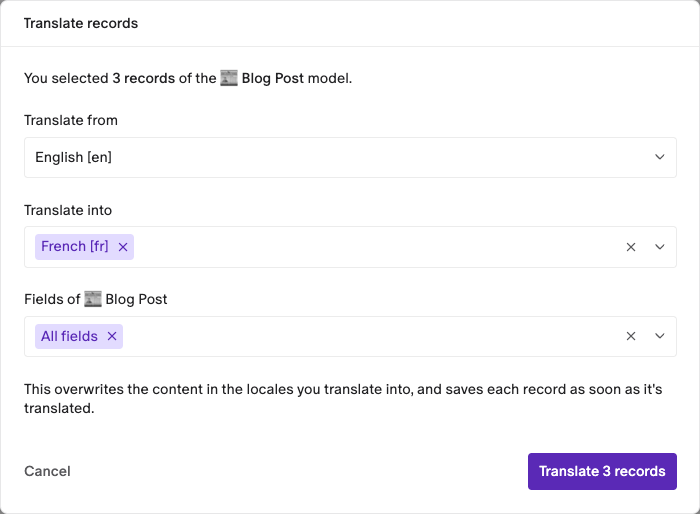 Translate records
You selected 3 records of the Blog Post model.
Translate from
English [en]
Translate into
French [fr]
Fields of Blog Post
All fields
This overwrites the content in the locales you translate into, and saves each record as soon as it's
translated.
Cancel
Translate 3 records